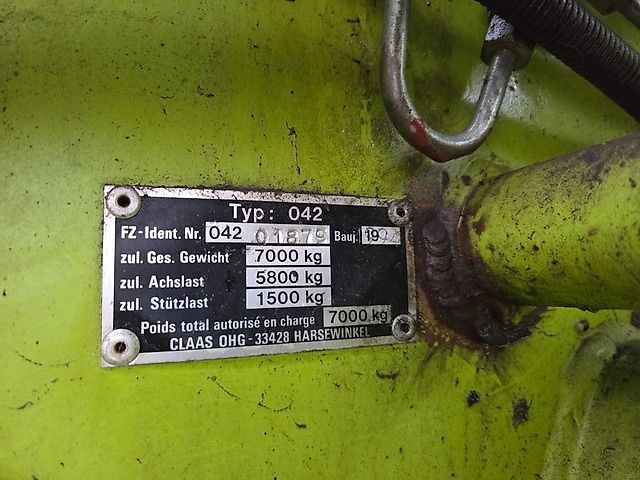 Typ: 042
FZ-Ident. Nr. 042 01879 Bauj. 19
zul. Ges. Gewicht 7000 kg
zul. Achslast 5800 kg
zul. Stützlast 1500 kg
Poids total autorisé en charge 7000 kg
CLAAS OHG - 33428 HARSEWINKEL